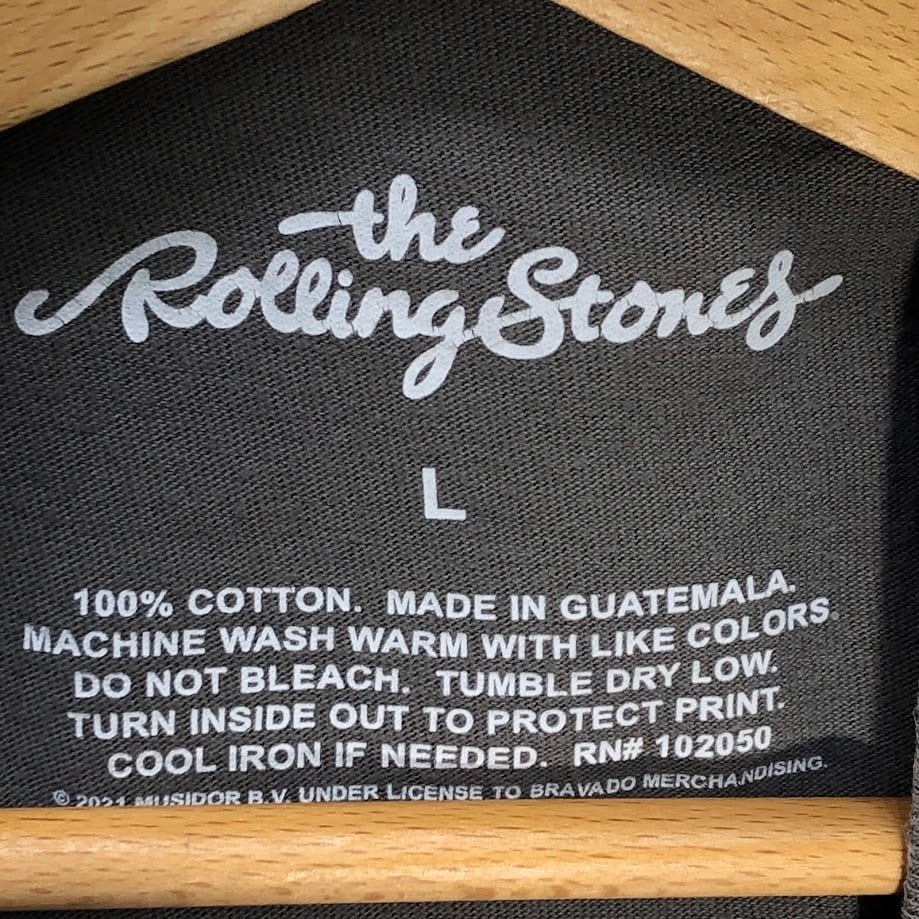 the
Rolling Stones
L
100% COTTON. MADE IN GUATEMALA.
MACHINE WASH WARM WITH LIKE COLORS.
DO NOT BLEACH. TUMBLE DRY LOW.
TURN INSIDE OUT TO PROTECT PRINT.
COOL IRON IF NEEDED. RN# 102050
© 2021 MUSIDOR B.V. UNDER LICENSE TO BRAVADO MERCHANDISING.